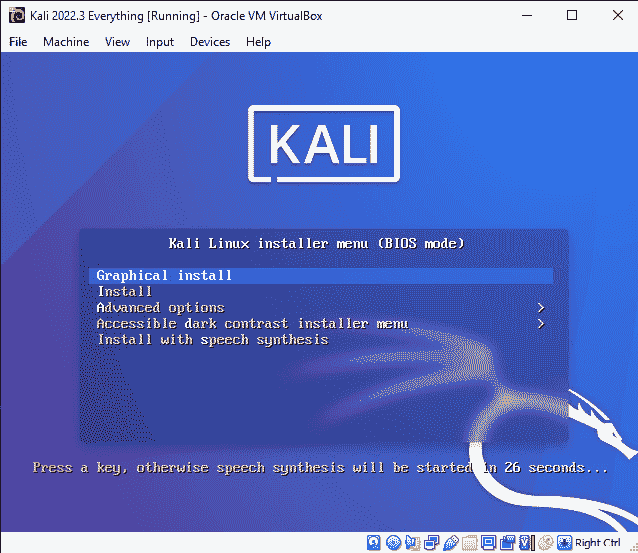 Kali 2022.3 Everything [Running] - Oracle VM VirtualBox
File Machine View Input Devices Help
KALI
Kali Linux installer menu (BIOS mode)
Graphical install
Install
Advanced options >
Accessible dark contrast installer menu >
Install with speech synthesis
Press a key, otherwise speech synthesis will be started in 26 seconds...
Right Ctrl